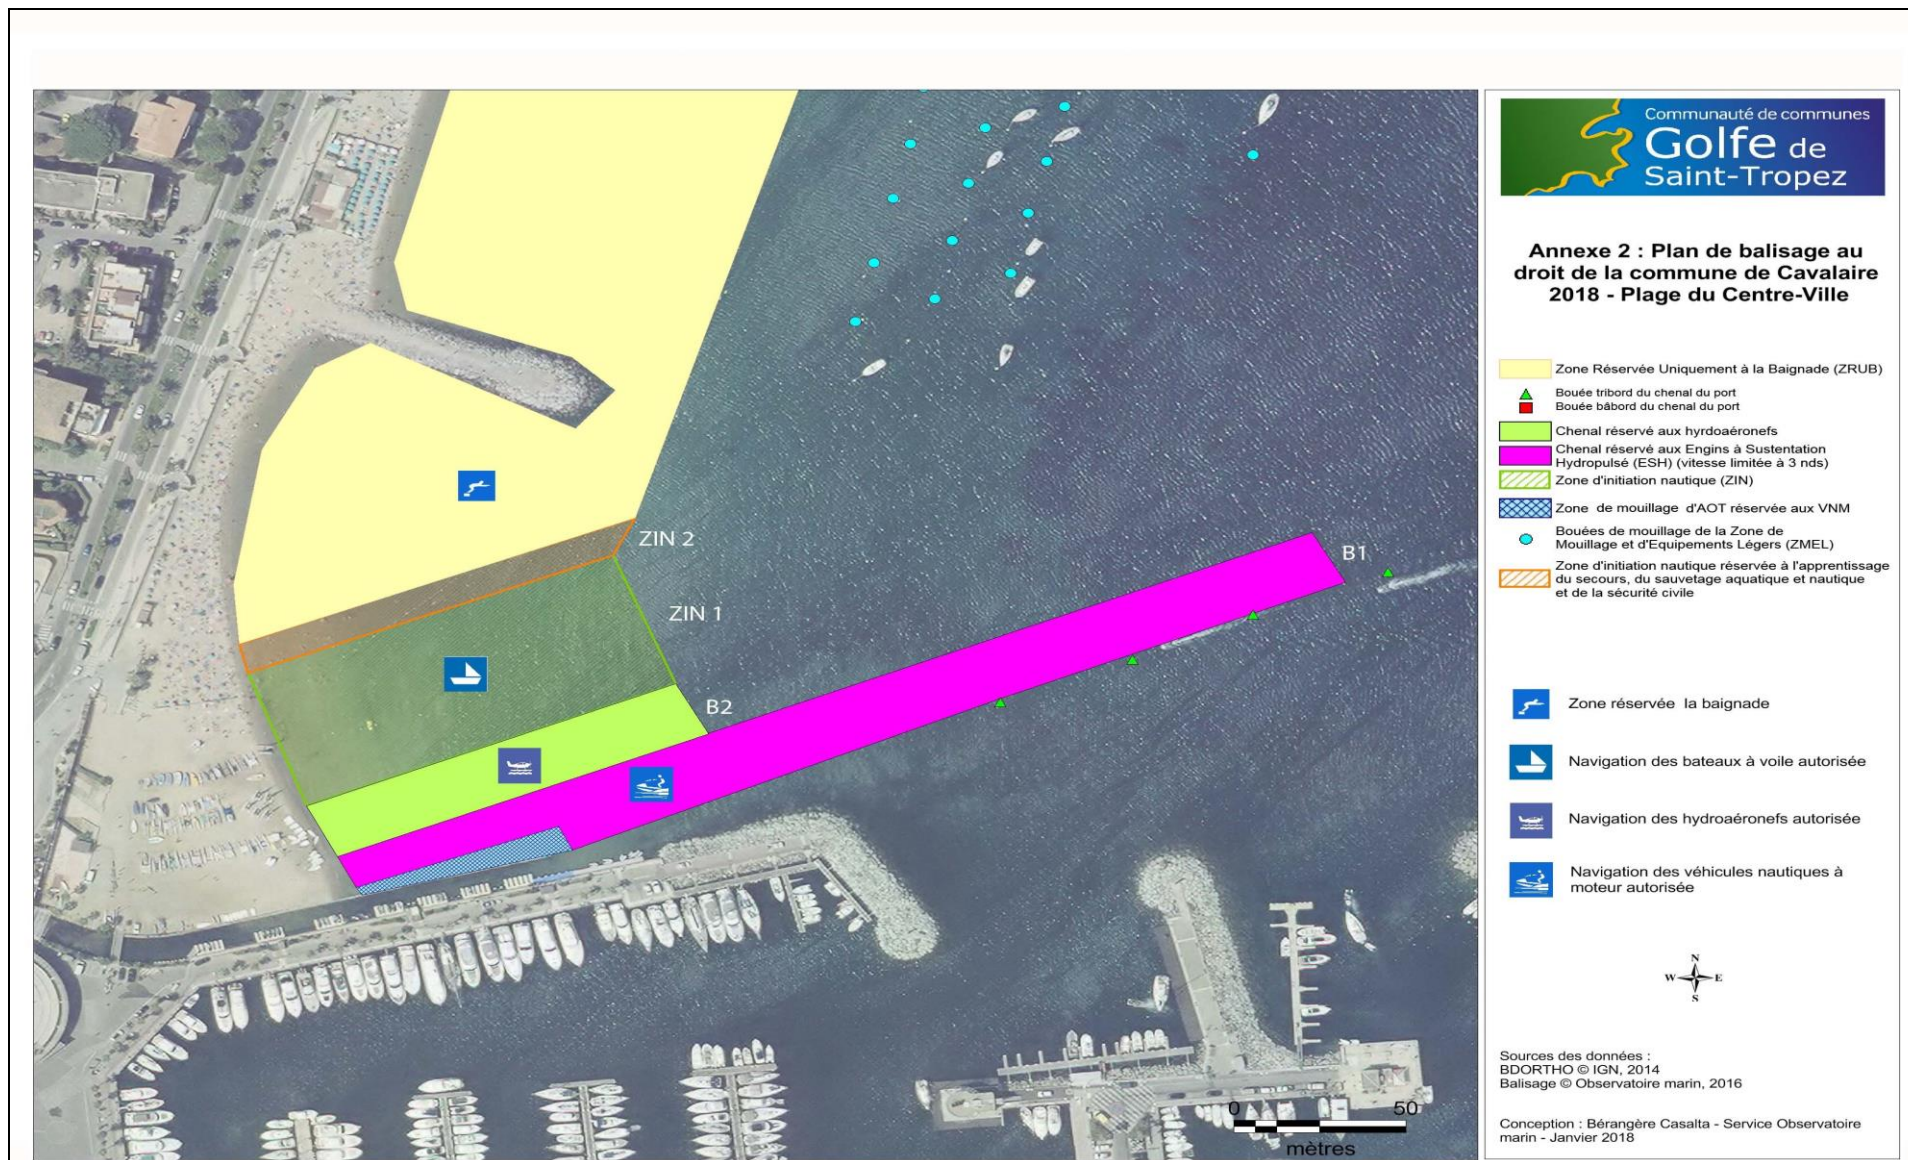 Communauté de communes
Golfe de
Saint-Tropez
Annexe 2 : Plan de balisage au
droit de la commune de Cavalaire
2018 - Plage du Centre-Ville
Zone Réservée Uniquement à la Baignade (ZRUB)
Bouée tribord du chenal du port
Bouée bâbord du chenal du port
Chenal réservé aux hyrdoaéronefs
Chenal réservé aux Engins à Sustentation
Hydropulsé (ESH) (vitesse limitée à 3 nds)
Zone d'initiation nautique (ZIN)
Zone de mouillage d'AOT réservée aux VNM
Bouées de mouillage de la Zone de
Mouillage et d'Equipements Légers (ZMEL)
Zone d'initiation nautique réservée à l'apprentissage
du secours, du sauvetage aquatique et nautique
et de la sécurité civile
Zone réservée la baignade
Navigation des bateaux à voile autorisée
Navigation des hydroaéronefs autorisée
Navigation des véhicules nautiques à
moteur autorisée
N
W E
S
Sources des données :
BDORTHO © IGN, 2014
Balisage © Observatoire marin, 2016
Conception : Bérangère Casalta - Service Observatoire
marin - Janvier 2018
ZIN 2
B1
ZIN 1
B2
0 50
mètres